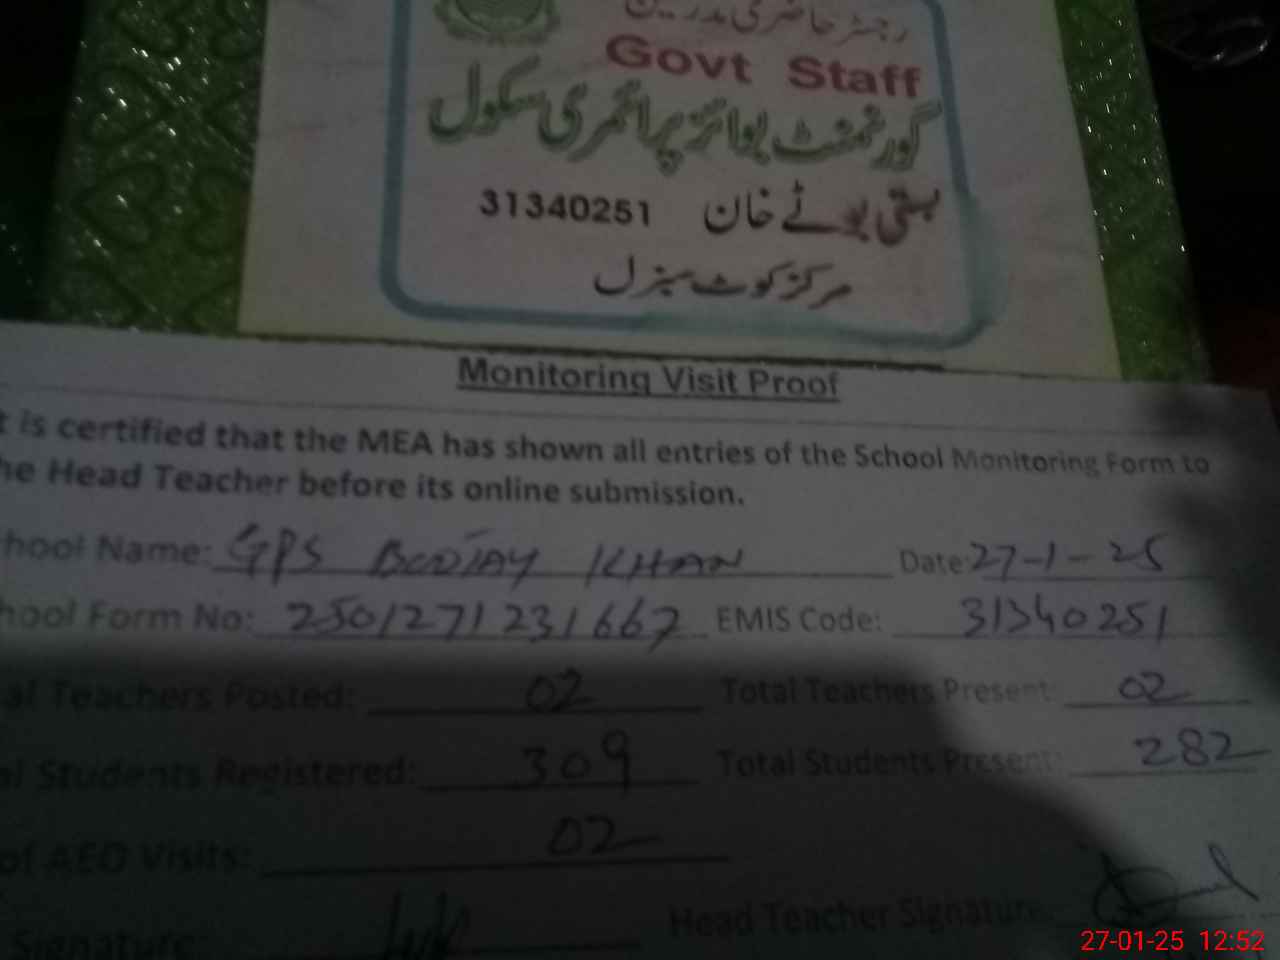 رجسٹر حاضری مدرسین
Govt Staff
گورنمنٹ بوائز پرائمری سکول
بستی بوٹے خان 31340251
مرکز کوٹ سبزل
Monitoring Visit Proof
t is certified that the MEA has shown all entries of the School Monitoring Form to
he Head Teacher before its online submission.
hool Name: GPS BOOTAY KHAN Date: 27-1-25
hool Form No: 2501271231667 EMIS Code: 31340251
al Teachers Posted: 02 Total Teachers Present: 02
al Students Registered: 309 Total Students Present: 282
of AEO Visits: 02
Signature: Head Teacher Signature:
27-01-25 12:52